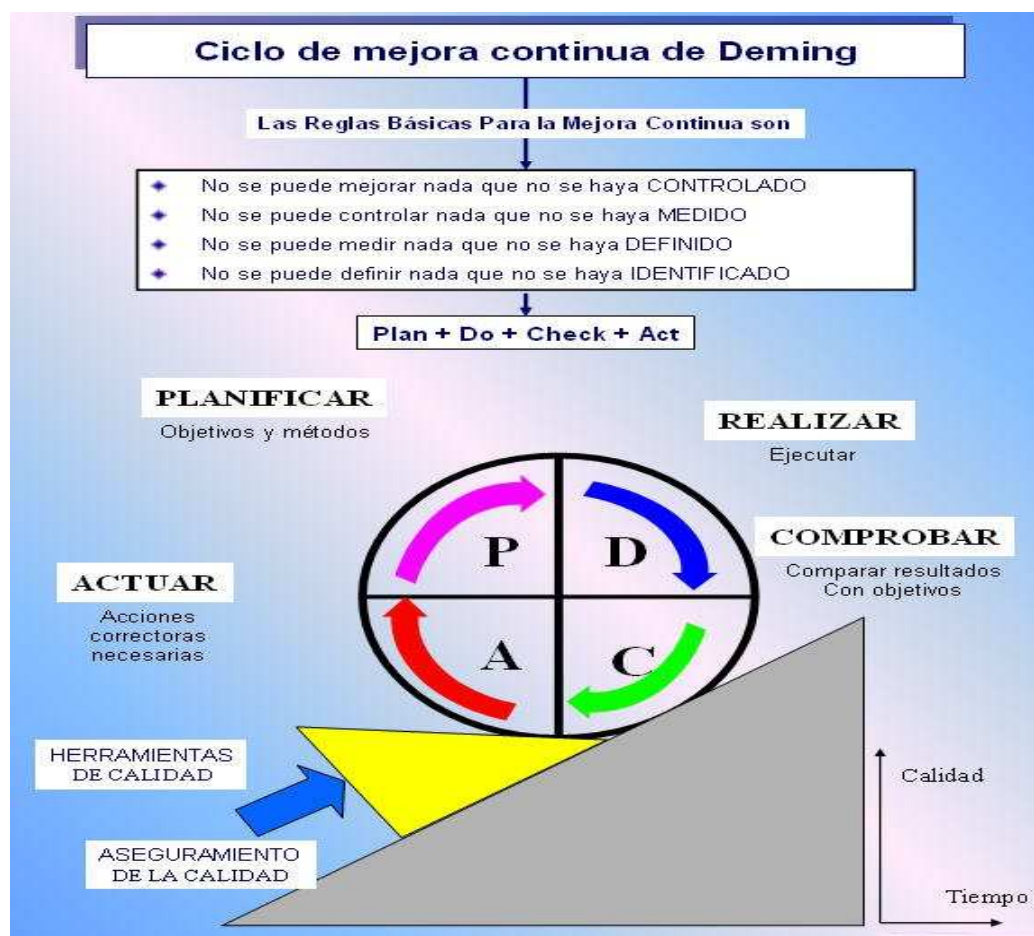 Ciclo de mejora continua de Deming
Las Reglas Básicas Para la Mejora Continua son
No se puede mejorar nada que no se haya CONTROLADO
No se puede controlar nada que no se haya MEDIDO
No se puede medir nada que no se haya DEFINIDO
No se puede definir nada que no se haya IDENTIFICADO
Plan + Do + Check + Act
PLANIFICAR
Objetivos y métodos
REALIZAR
Ejecutar
P
D
COMPROBAR
Comparar resultados
Con objetivos
ACTUAR
Acciones
correctoras
necesarias
A
C
HERRAMIENTAS
DE CALIDAD
Calidad
ASEGURAMIENTO
DE LA CALIDAD
Tiempo